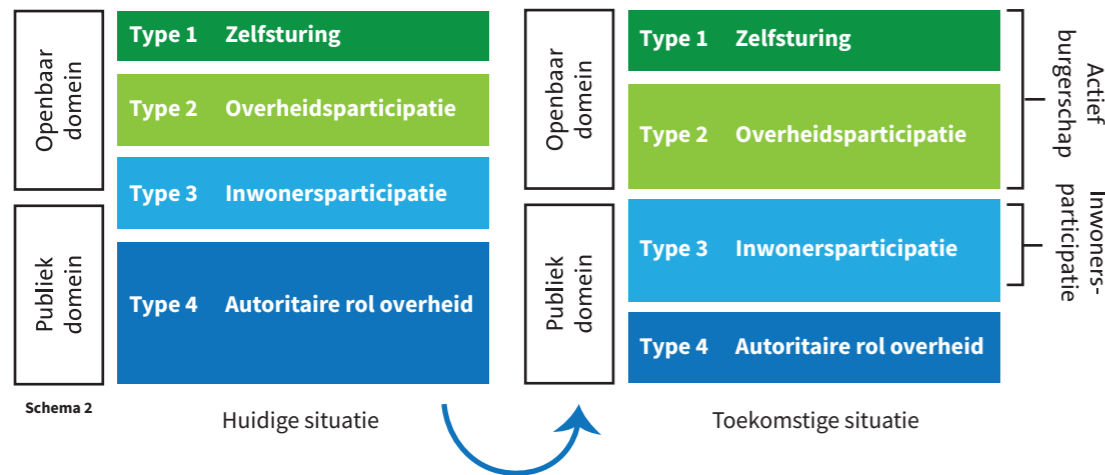 Openbaar
domein
Publiek
domein
Type 1 Zelfsturing
Type 2 Overheidsparticipatie
Type 3 Inwonersparticipatie
Type 4 Autoritaire rol overheid
Schema 2
Huidige situatie
Openbaar
domein
Publiek
domein
Type 1 Zelfsturing
Type 2 Overheidsparticipatie
Type 3 Inwonersparticipatie
Type 4 Autoritaire rol overheid
Actief
burgerschap
Inwoners-
participatie
Toekomstige situatie